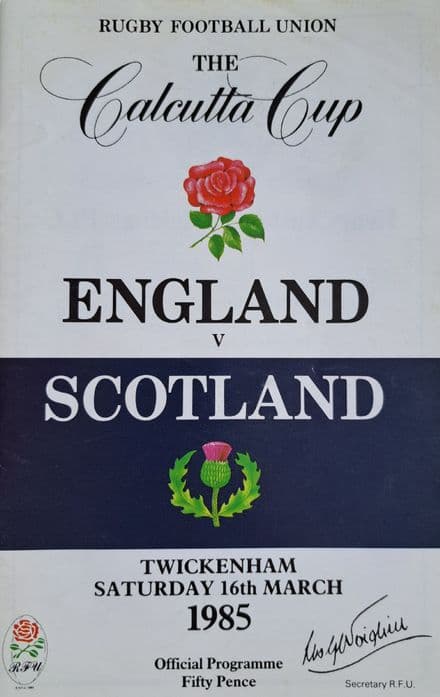 RUGBY FOOTBALL UNION
THE
Calcutta Cup
ENGLAND
V
SCOTLAND
TWICKENHAM
SATURDAY 16th MARCH
1985
Official Programme
Fifty Pence
R.F.U
Secretary R.F.U.